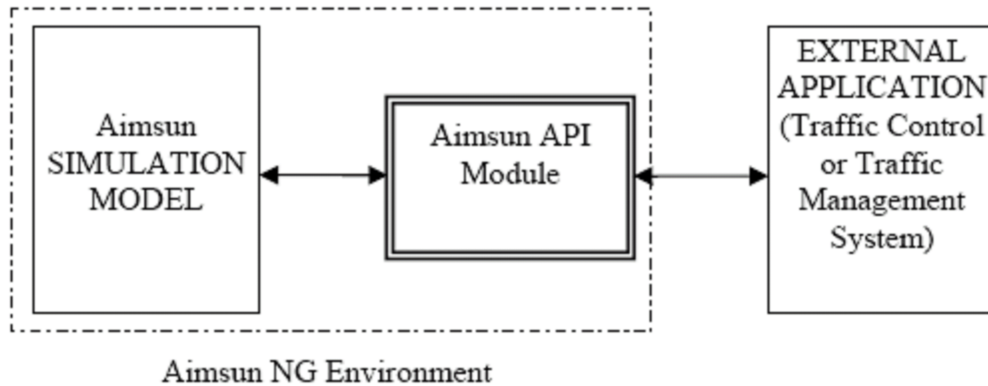 Aimsun
SIMULATION
MODEL
Aimsun API
Module
EXTERNAL
APPLICATION
(Traffic Control
or Traffic
Management
System)
Aimsun NG Environment